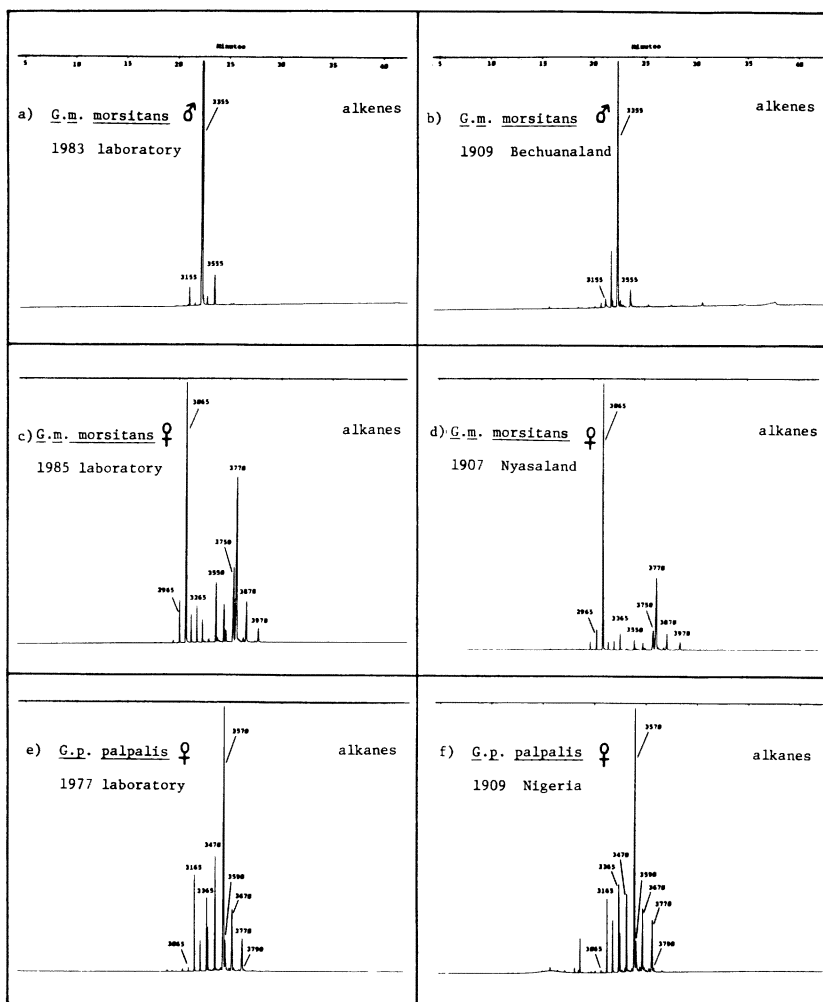 Minutes
5 10 15 20 25 30 35 40
3355
a) G.m. morsitans ♂ alkenes
1983 laboratory
3155 3555
Minutes
5 10 15 20 25 30 35 40
3355
b) G.m. morsitans ♂ alkenes
1909 Bechuanaland
3155 3555
3065
c) G.m. morsitans ♀ alkanes
1985 laboratory
3770
3750
3550
2965 3365 3870
3970
3065
d) G.m. morsitans ♀ alkanes
1907 Nyasaland
3770
2965 3365 3750 3870
3550 3970
3570
e) G.p. palpalis ♀ alkanes
1977 laboratory
3470
3165 3590
3365 3670
3770
3065 3790
3570
f) G.p. palpalis ♀ alkanes
1909 Nigeria
3470
3365 3590
3165 3670
3770
3065 3790